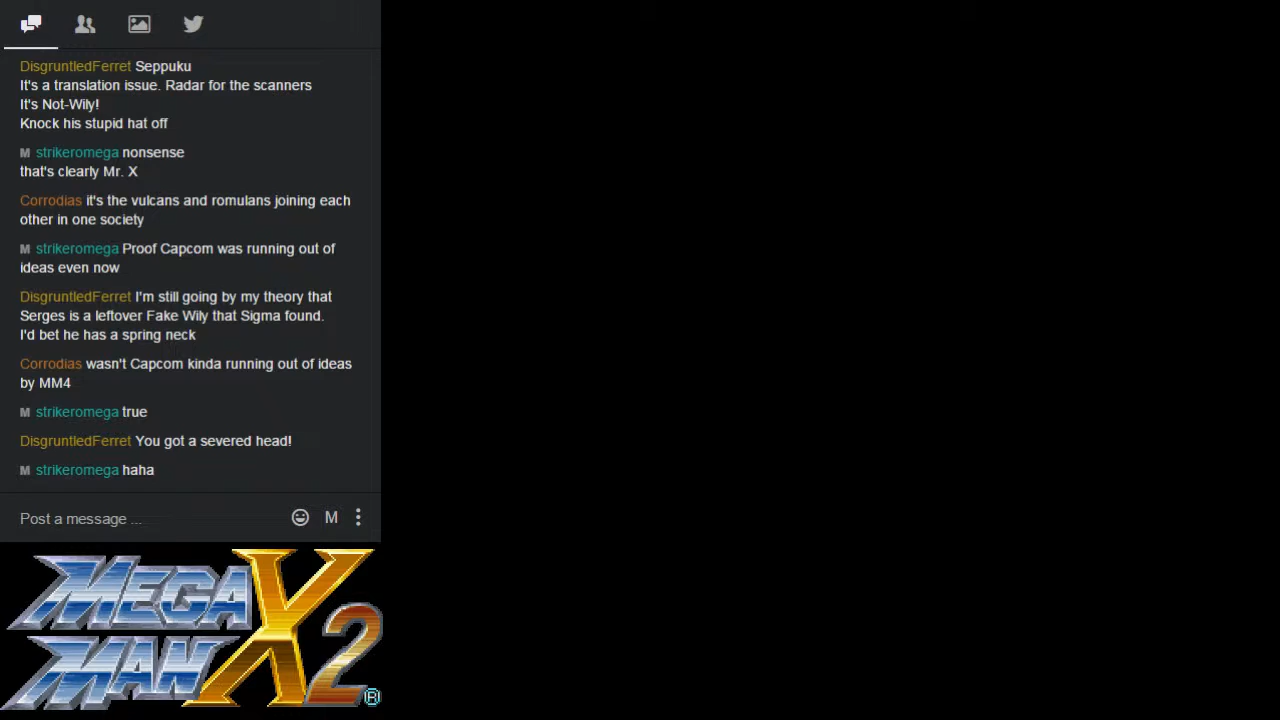 DisgruntledFerret Seppuku
It's a translation issue. Radar for the scanners
It's Not-Wily!
Knock his stupid hat off
M strikeromega nonsense
that's clearly Mr. X
Corrodias it's the vulcans and romulans joining each
other in one society
M strikeromega Proof Capcom was running out of
ideas even now
DisgruntledFerret I'm still going by my theory that
Serges is a leftover Fake Wily that Sigma found.
I'd bet he has a spring neck
Corrodias wasn't Capcom kinda running out of ideas
by MM4
M strikeromega true
DisgruntledFerret You got a severed head!
M strikeromega haha
Post a message ... M
MEGA
MAN X2®